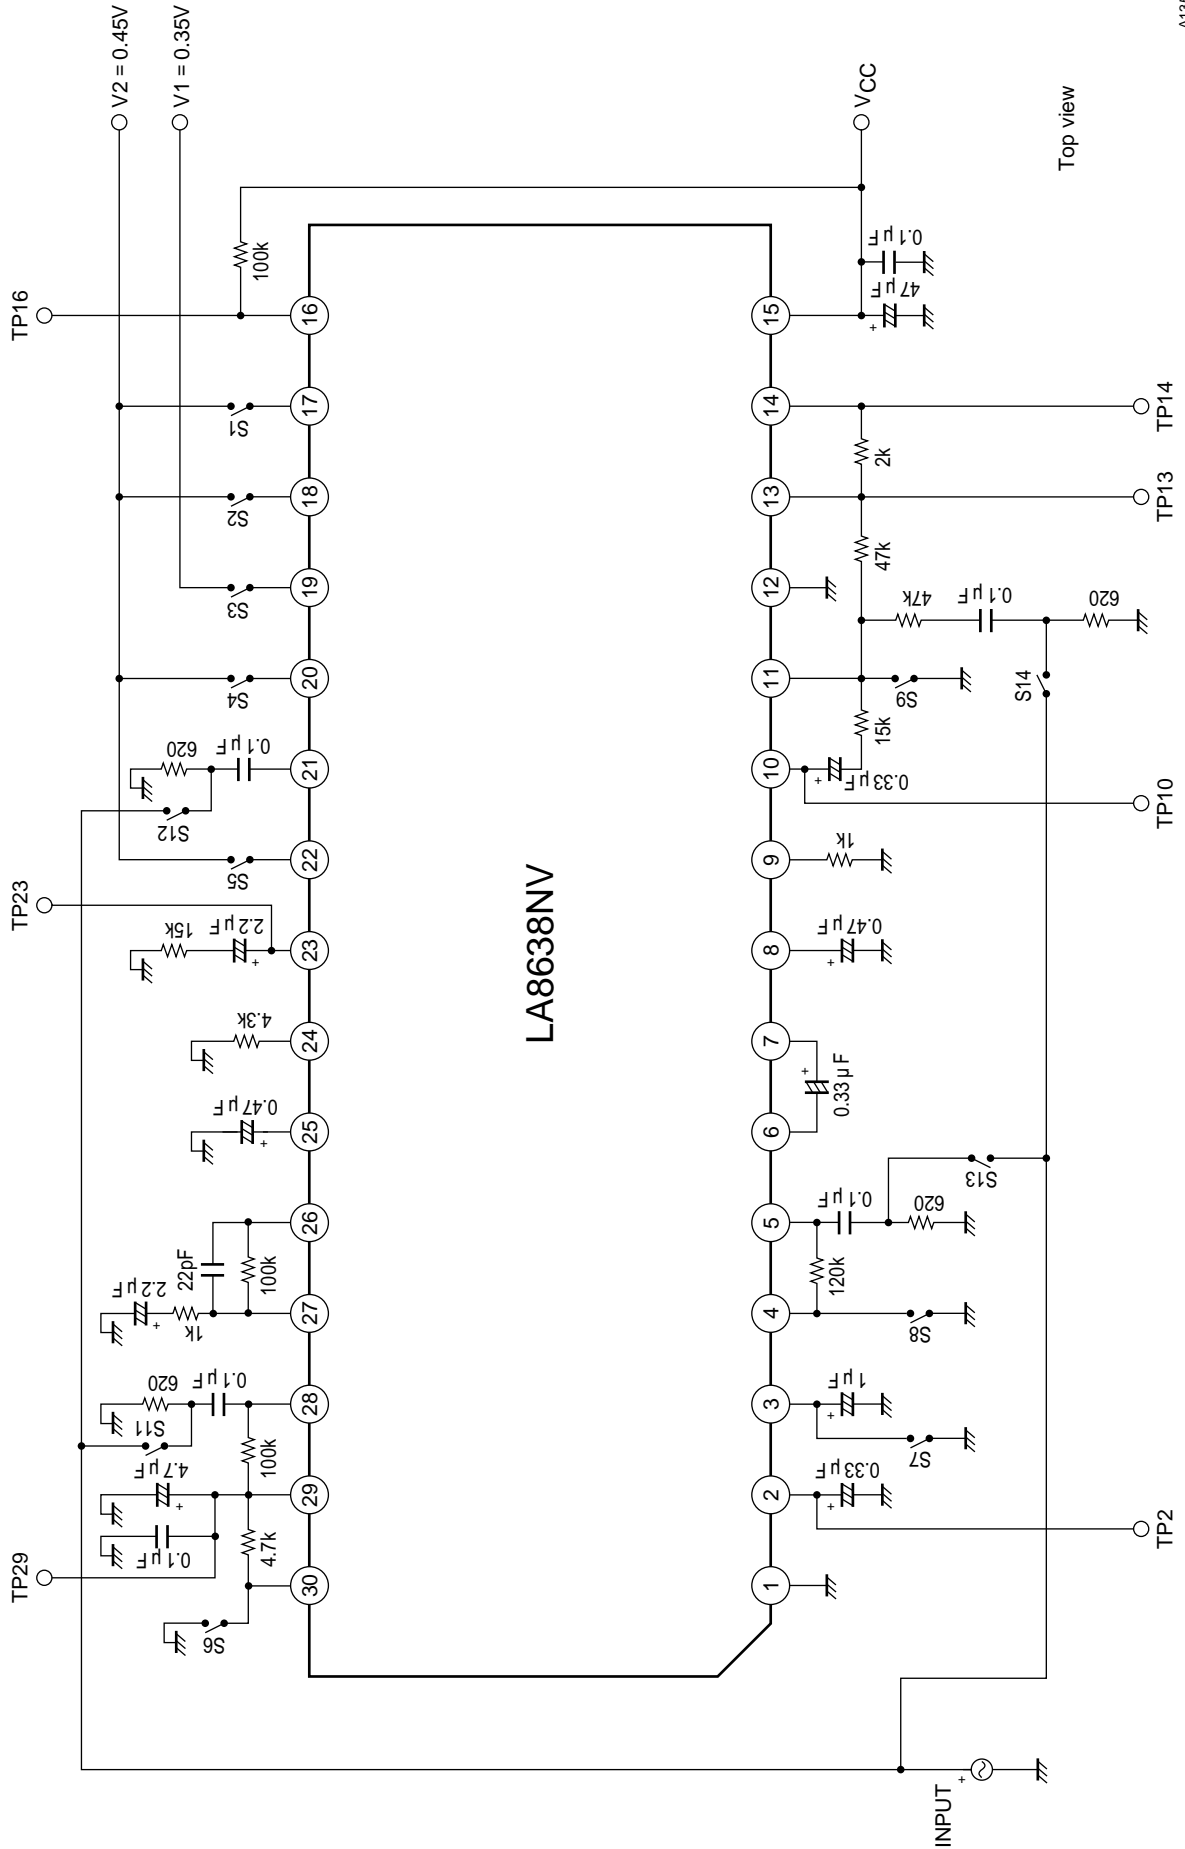 V2 = 0.45V
V1 = 0.35V
VCC
Top view
TP16
100k
0.1µF
47µF
+
16
17
18
19
20
21
22
23
24
25
26
27
28
29
30
S1
S2
S3
S4
620
0.1µF
S12
S5
TP23
15k
2.2µF
+
4.3k
0.47µF
+
22pF
100k
2.2µF
+
1k
620
0.1µF
S11
100k
4.7µF
+
0.1µF
4.7k
TP29
S6
LA8638NV
15
14
13
12
11
10
9
8
7
6
5
4
3
2
1
TP14
2k
TP13
47k
47k
0.1µF
620
S9
S14
15k
0.33µF
+
TP10
1k
0.47µF
+
0.33µF
+
S13
0.1µF
620
120k
S8
1µF
+
S7
0.33µF
+
TP2
INPUT
+